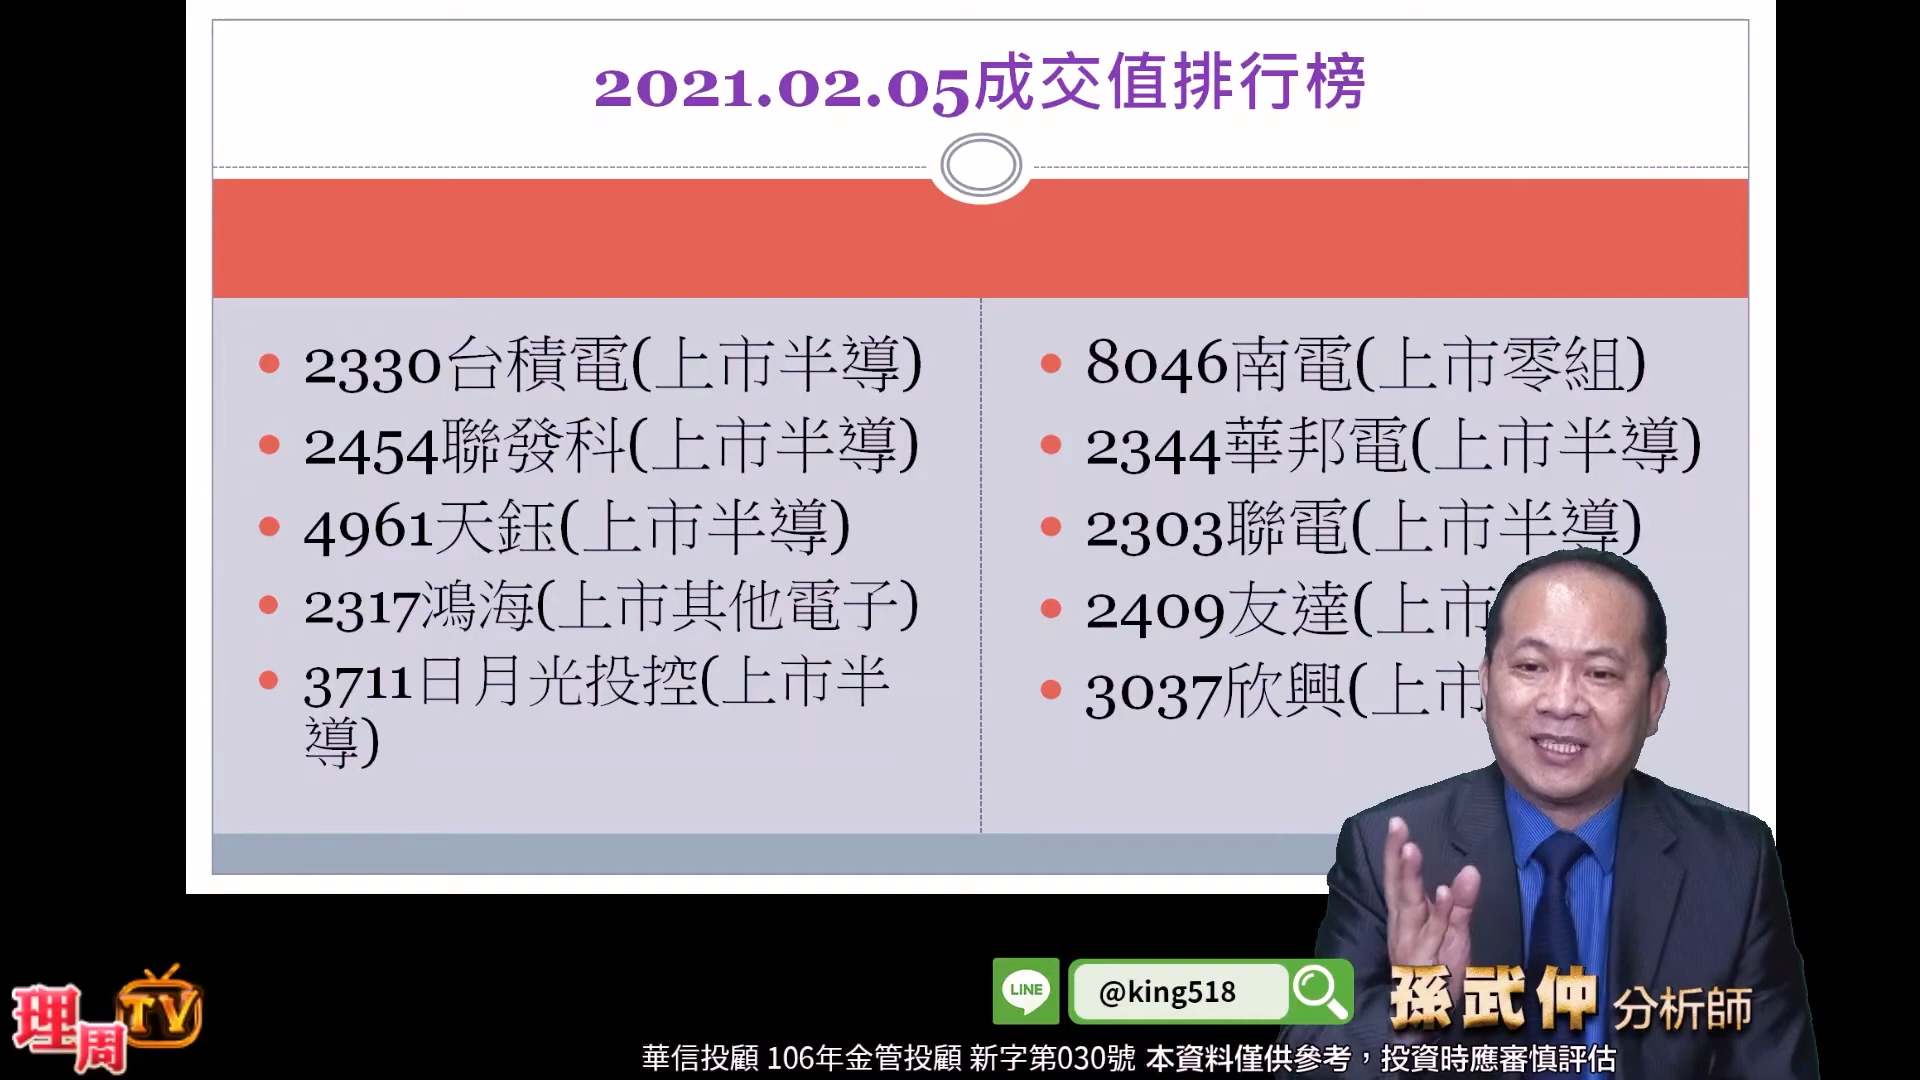 2021.02.05成交值排行榜
2330台積電(上市半導)
2454聯發科(上市半導)
4961天鈺(上市半導)
2317鴻海(上市其他電子)
3711日月光投控(上市半
導)
8046南電(上市零組)
2344華邦電(上市半導)
2303聯電(上市半導)
2409友達(上市
3037欣興(上市
理周TV
LINE
@king518
孫武仲 分析師
華信投顧 106年金管投顧 新字第030號 本資料僅供參考，投資時應審慎評估